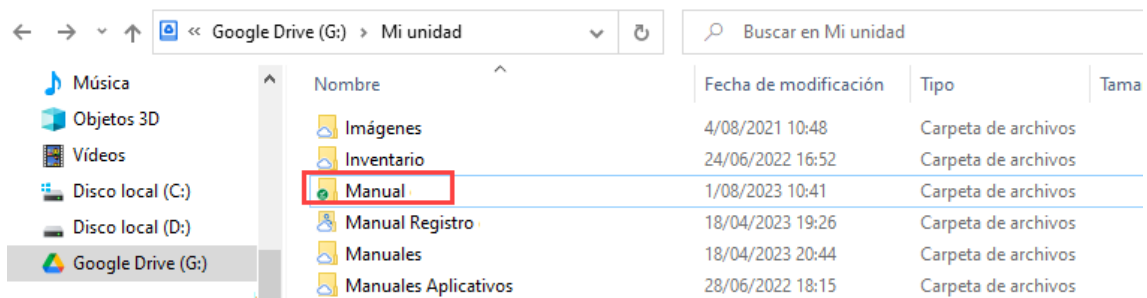 « Google Drive (G:) > Mi unidad Buscar en Mi unidad
Música
Objetos 3D
Vídeos
Disco local (C:)
Disco local (D:)
Google Drive (G:)
Nombre Fecha de modificación Tipo Tama
Imágenes 4/08/2021 10:48 Carpeta de archivos
Inventario 24/06/2022 16:52 Carpeta de archivos
Manual 1/08/2023 10:41 Carpeta de archivos
Manual Registro 18/04/2023 19:26 Carpeta de archivos
Manuales 18/04/2023 20:44 Carpeta de archivos
Manuales Aplicativos 28/06/2022 18:15 Carpeta de archivos